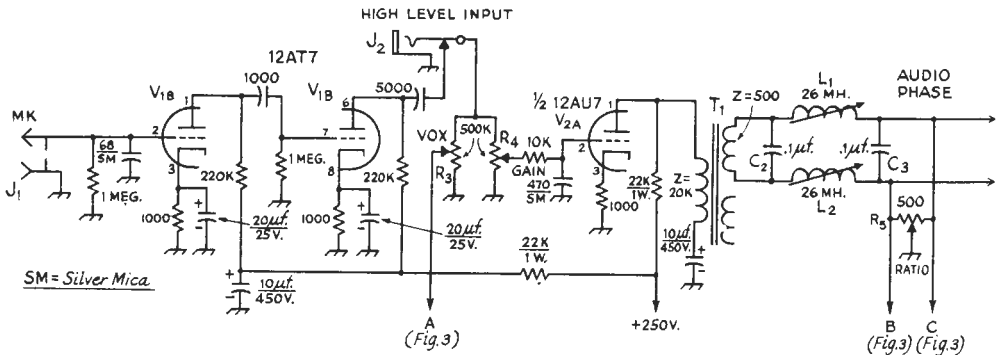 HIGH LEVEL INPUT
J2
12AT7
1000
5000
V1B
V1B
1
6
MK
2
7
68
SM
3
8
J1
1 MEG.
220K
1 MEG.
220K
1000
20µf.
25V.
1000
20µf.
25V.
VOX
500K
R3
R4
10K
GAIN
470
SM
½ 12AU7
V2A
1
2
3
1000
22K
1W.
Z=
20K
T1
Z=500
L1
26 MH.
AUDIO
PHASE
C2
.1µf.
.1µf.
C3
26 MH.
L2
500
R5
RATIO
10µf
450V.
22K
1W.
10µf.
450V.
SM = Silver Mica
A
(Fig.3)
+250V.
B
(Fig.3)
C
(Fig.3)